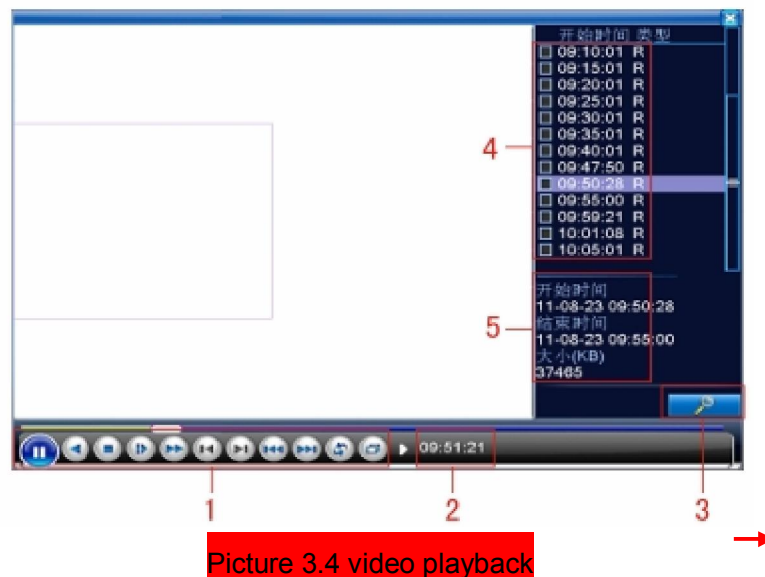 开始时间 类型
09:10:01 R
09:15:01 R
09:20:01 R
09:25:01 R
09:30:01 R
09:35:01 R
09:40:01 R
09:47:50 R
09:50:28 R
09:55:00 R
09:59:21 R
10:01:08 R
10:05:01 R
4
开始时间
11-08-23 09:50:28
结束时间
11-08-23 09:55:00
大小(KB)
37465
5
09:51:21
1
2
3
Picture 3.4 video playback